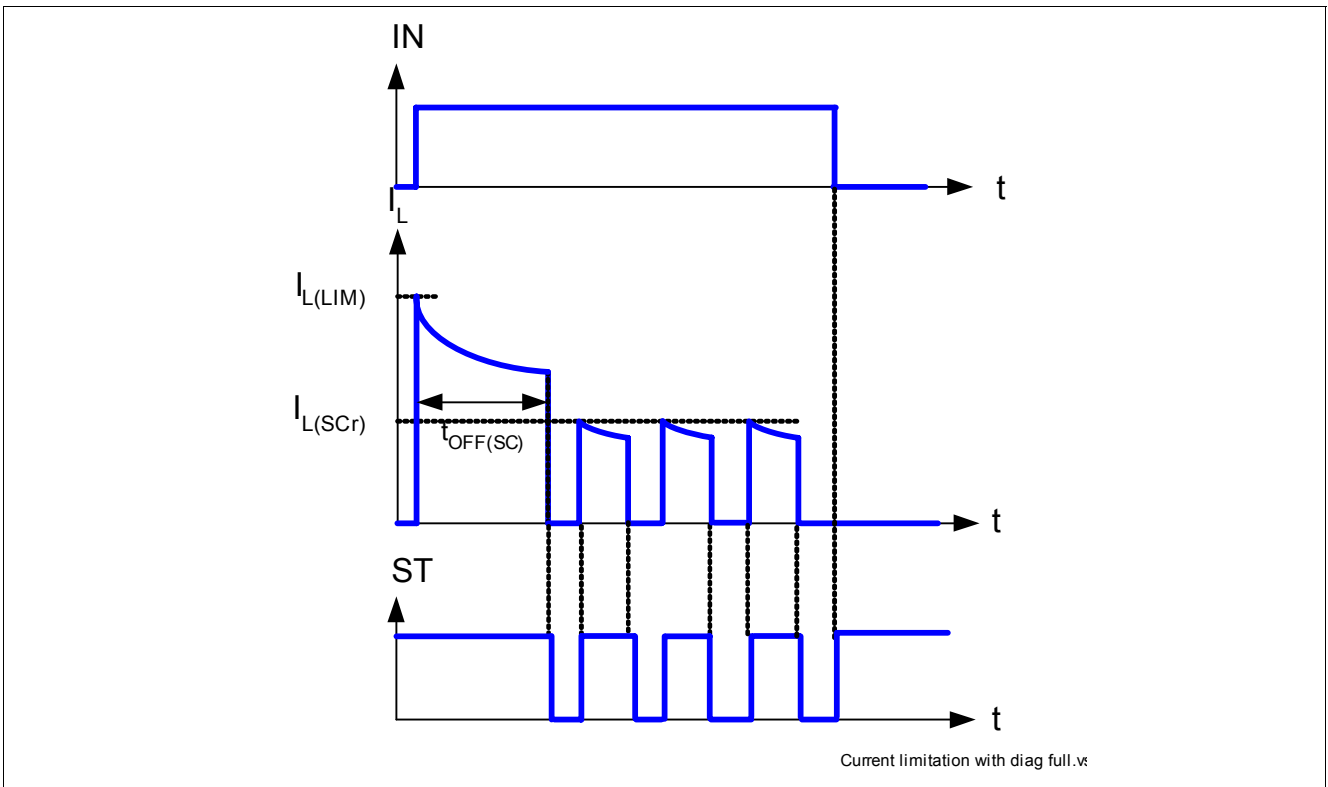 IN
t
I_L
I_L(LIM)
I_L(SCr)
t_OFF(SC)
t
ST
t
Current limitation with diag full.vs